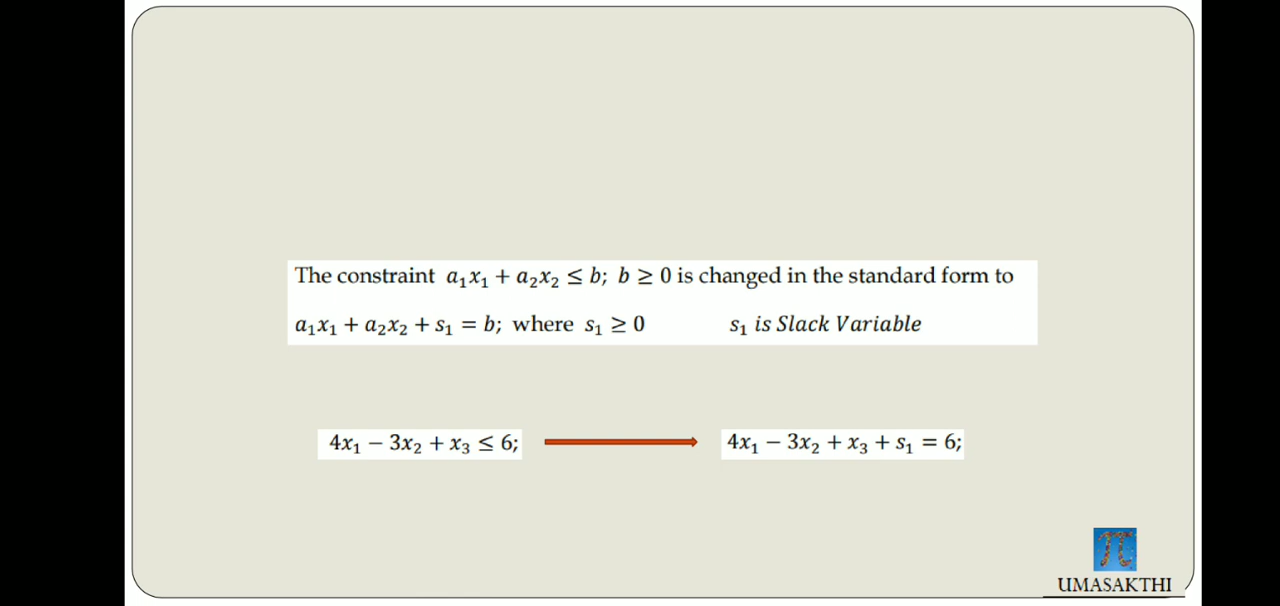 The constraint a₁x₁ + a₂x₂ ≤ b; b ≥ 0 is changed in the standard form to
a₁x₁ + a₂x₂ + s₁ = b; where s₁ ≥ 0 s₁ is Slack Variable
4x₁ − 3x₂ + x₃ ≤ 6; 4x₁ − 3x₂ + x₃ + s₁ = 6;
π
UMASAKTHI